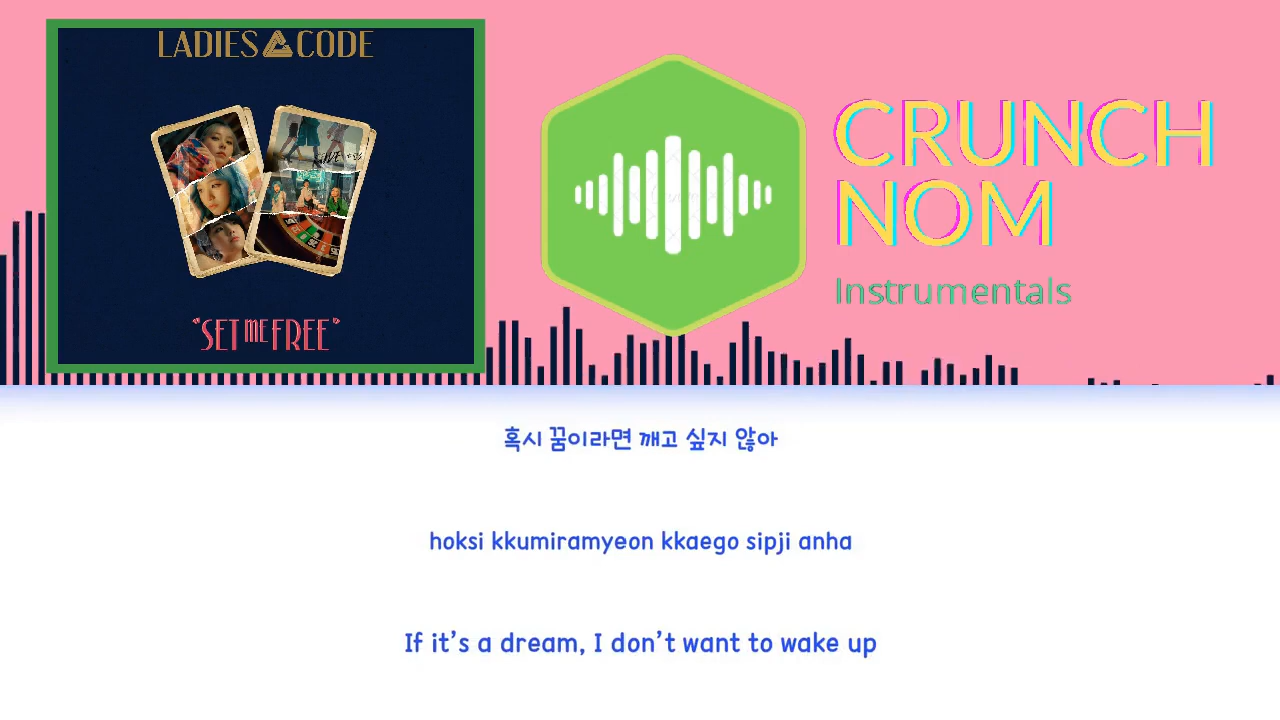 LADIES CODE
"SET ME FREE"
CRUNCH
NOM
Instrumentals
혹시 꿈이라면 깨고 싶지 않아
hoksi kkumiramyeon kkaego sipji anha
If it's a dream, I don't want to wake up